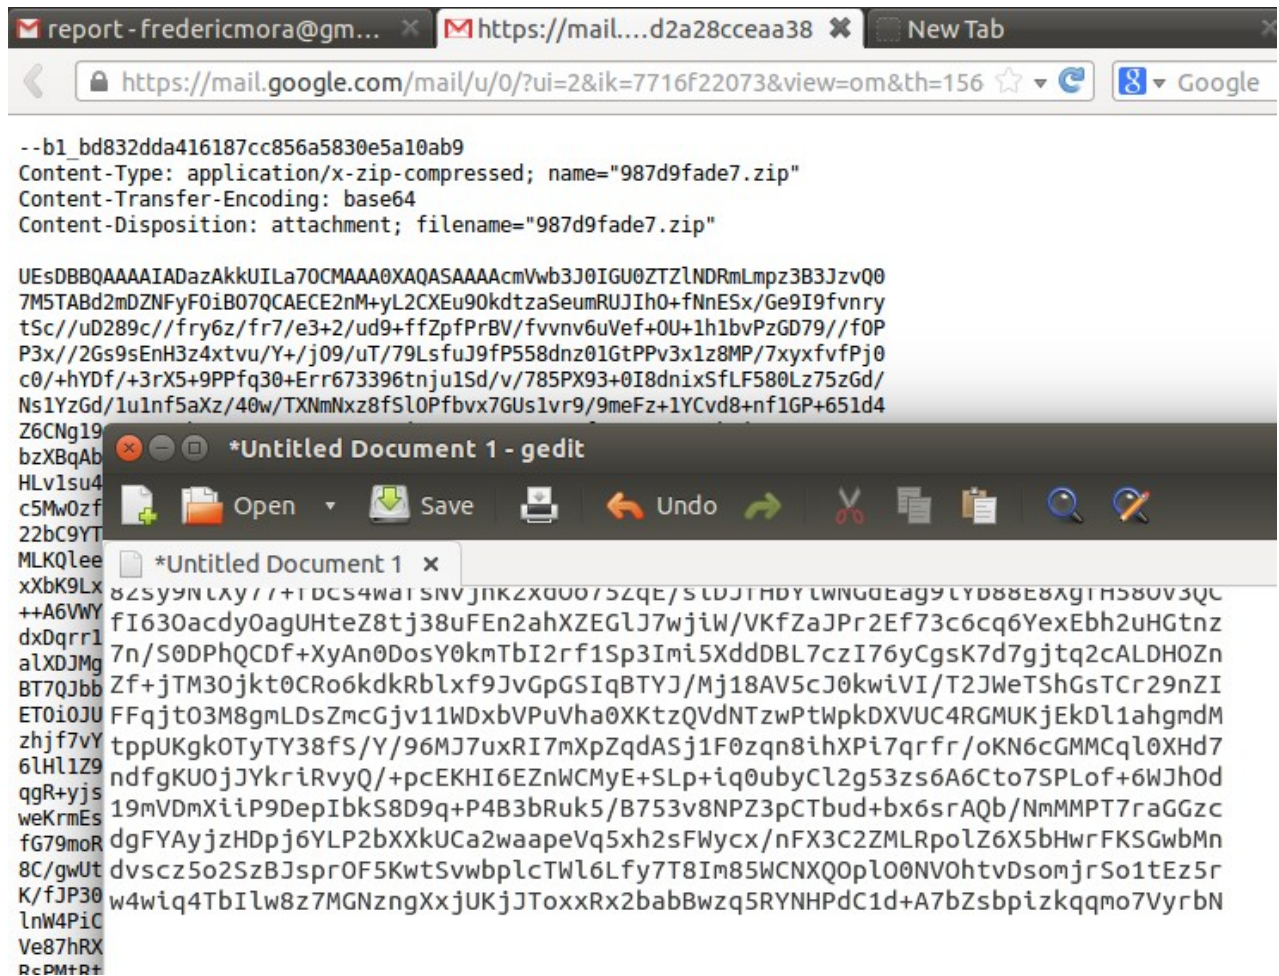 report - fredericmora@gm...
https://mail....d2a28cceaa38
New Tab
https://mail.google.com/mail/u/0/?ui=2&ik=7716f22073&view=om&th=156
8
Google
--b1_bd832dda416187cc856a5830e5a10ab9
Content-Type: application/x-zip-compressed; name="987d9fade7.zip"
Content-Transfer-Encoding: base64
Content-Disposition: attachment; filename="987d9fade7.zip"
UEsDBBQAAAAIADazAkkUILa7OCMAAA0XAQASAAAAcmVwb3J0IGU0ZTZlNDRmLmpz3B3JzvQ0
7M5TABd2mDZNFyFOiBO7QCAECE2nM+yL2CXEu9OkdtzaSeumRUJIhO+fNnESx/Ge9I9fvnry
tSc//uD289c//fry6z/fr7/e3+2/ud9+ffZpfPrBV/fvvnv6uVef+OU+1h1bvPzGD79//fOP
P3x//2Gs9sEnH3z4xtvu/Y+/jO9/uT/79LsfuJ9fP558dnz01GtPPv3x1z8MP/7xyxfvfPj0
c0/+hYDf/+3rX5+9PPfq30+Err673396tnju1Sd/v/785PX93+0I8dnixSfLF580Lz75zGd/
Ns1YzGd/1u1nf5aXz/40w/TXNmNxz8fSlOPfbvx7GUs1vr9/9meFz+1YCvd8+nf1GP+651d4
Z6CNg19
bzXBqAb
HLv1su4
c5MwOzf
22bC9YT
MLKQlee
xXbK9Lx
++A6VWY
dxDqrr1
alXDJMg
BT7QJbb
ETOiOJU
zhjf7vY
6lHl1Z9
qgR+yjs
weKrmEs
fG79moR
8C/gwUt
K/fJP30
lnW4PiC
Ve87hRX
RsPMtRt
*Untitled Document 1 - gedit
Open
Save
Undo
*Untitled Document 1
fI63OacdyOagUHteZ8tj38uFEn2ahXZEGlJ7wjiW/VKfZaJPr2Ef73c6cq6YexEbh2uHGtnz
7n/S0DPhQCDf+XyAn0DosY0kmTbI2rf1Sp3Imi5XddDBL7czI76yCgsK7d7gjtq2cALDHOZn
Zf+jTM3Ojkt0CRo6kdkRblxf9JvGpGSIqBTYJ/Mj18AV5cJ0kwiVI/T2JWeTShGsTCr29nZI
FFqjtO3M8gmLDsZmcGjv11WDxbVPuVha0XKtzQVdNTzwPtWpkDXVUC4RGMUKjEkDl1ahgmdM
tppUKgkOTyTY38fS/Y/96MJ7uxRI7mXpZqdASj1F0zqn8ihXPi7qrfr/oKN6cGMMCql0XHd7
ndfgKUOjJYkriRvyQ/+pcEKHI6EZnWCMyE+SLp+iq0ubyCl2g53zs6A6Cto7SPLof+6WJhOd
19mVDmXiiP9DepIbkS8D9q+P4B3bRuk5/B753v8NPZ3pCTbud+bx6srAQb/NmMMPT7raGGzc
dgFYAyjzHDpj6YLP2bXXkUCa2waapeVq5xh2sFWycx/nFX3C2ZMLRpolZ6X5bHwrFKSGwbMn
dvscz5o2SzBJsprOF5KwtSvwbplcTWl6Lfy7T8Im85WCNXQOplO0NVOhtvDsomjrSo1tEz5r
w4wiq4TbIlw8z7MGNzngXxjUKjJToxxRx2babBwzq5RYNHPdC1d+A7bZsbpizkqqmo7VyrbN